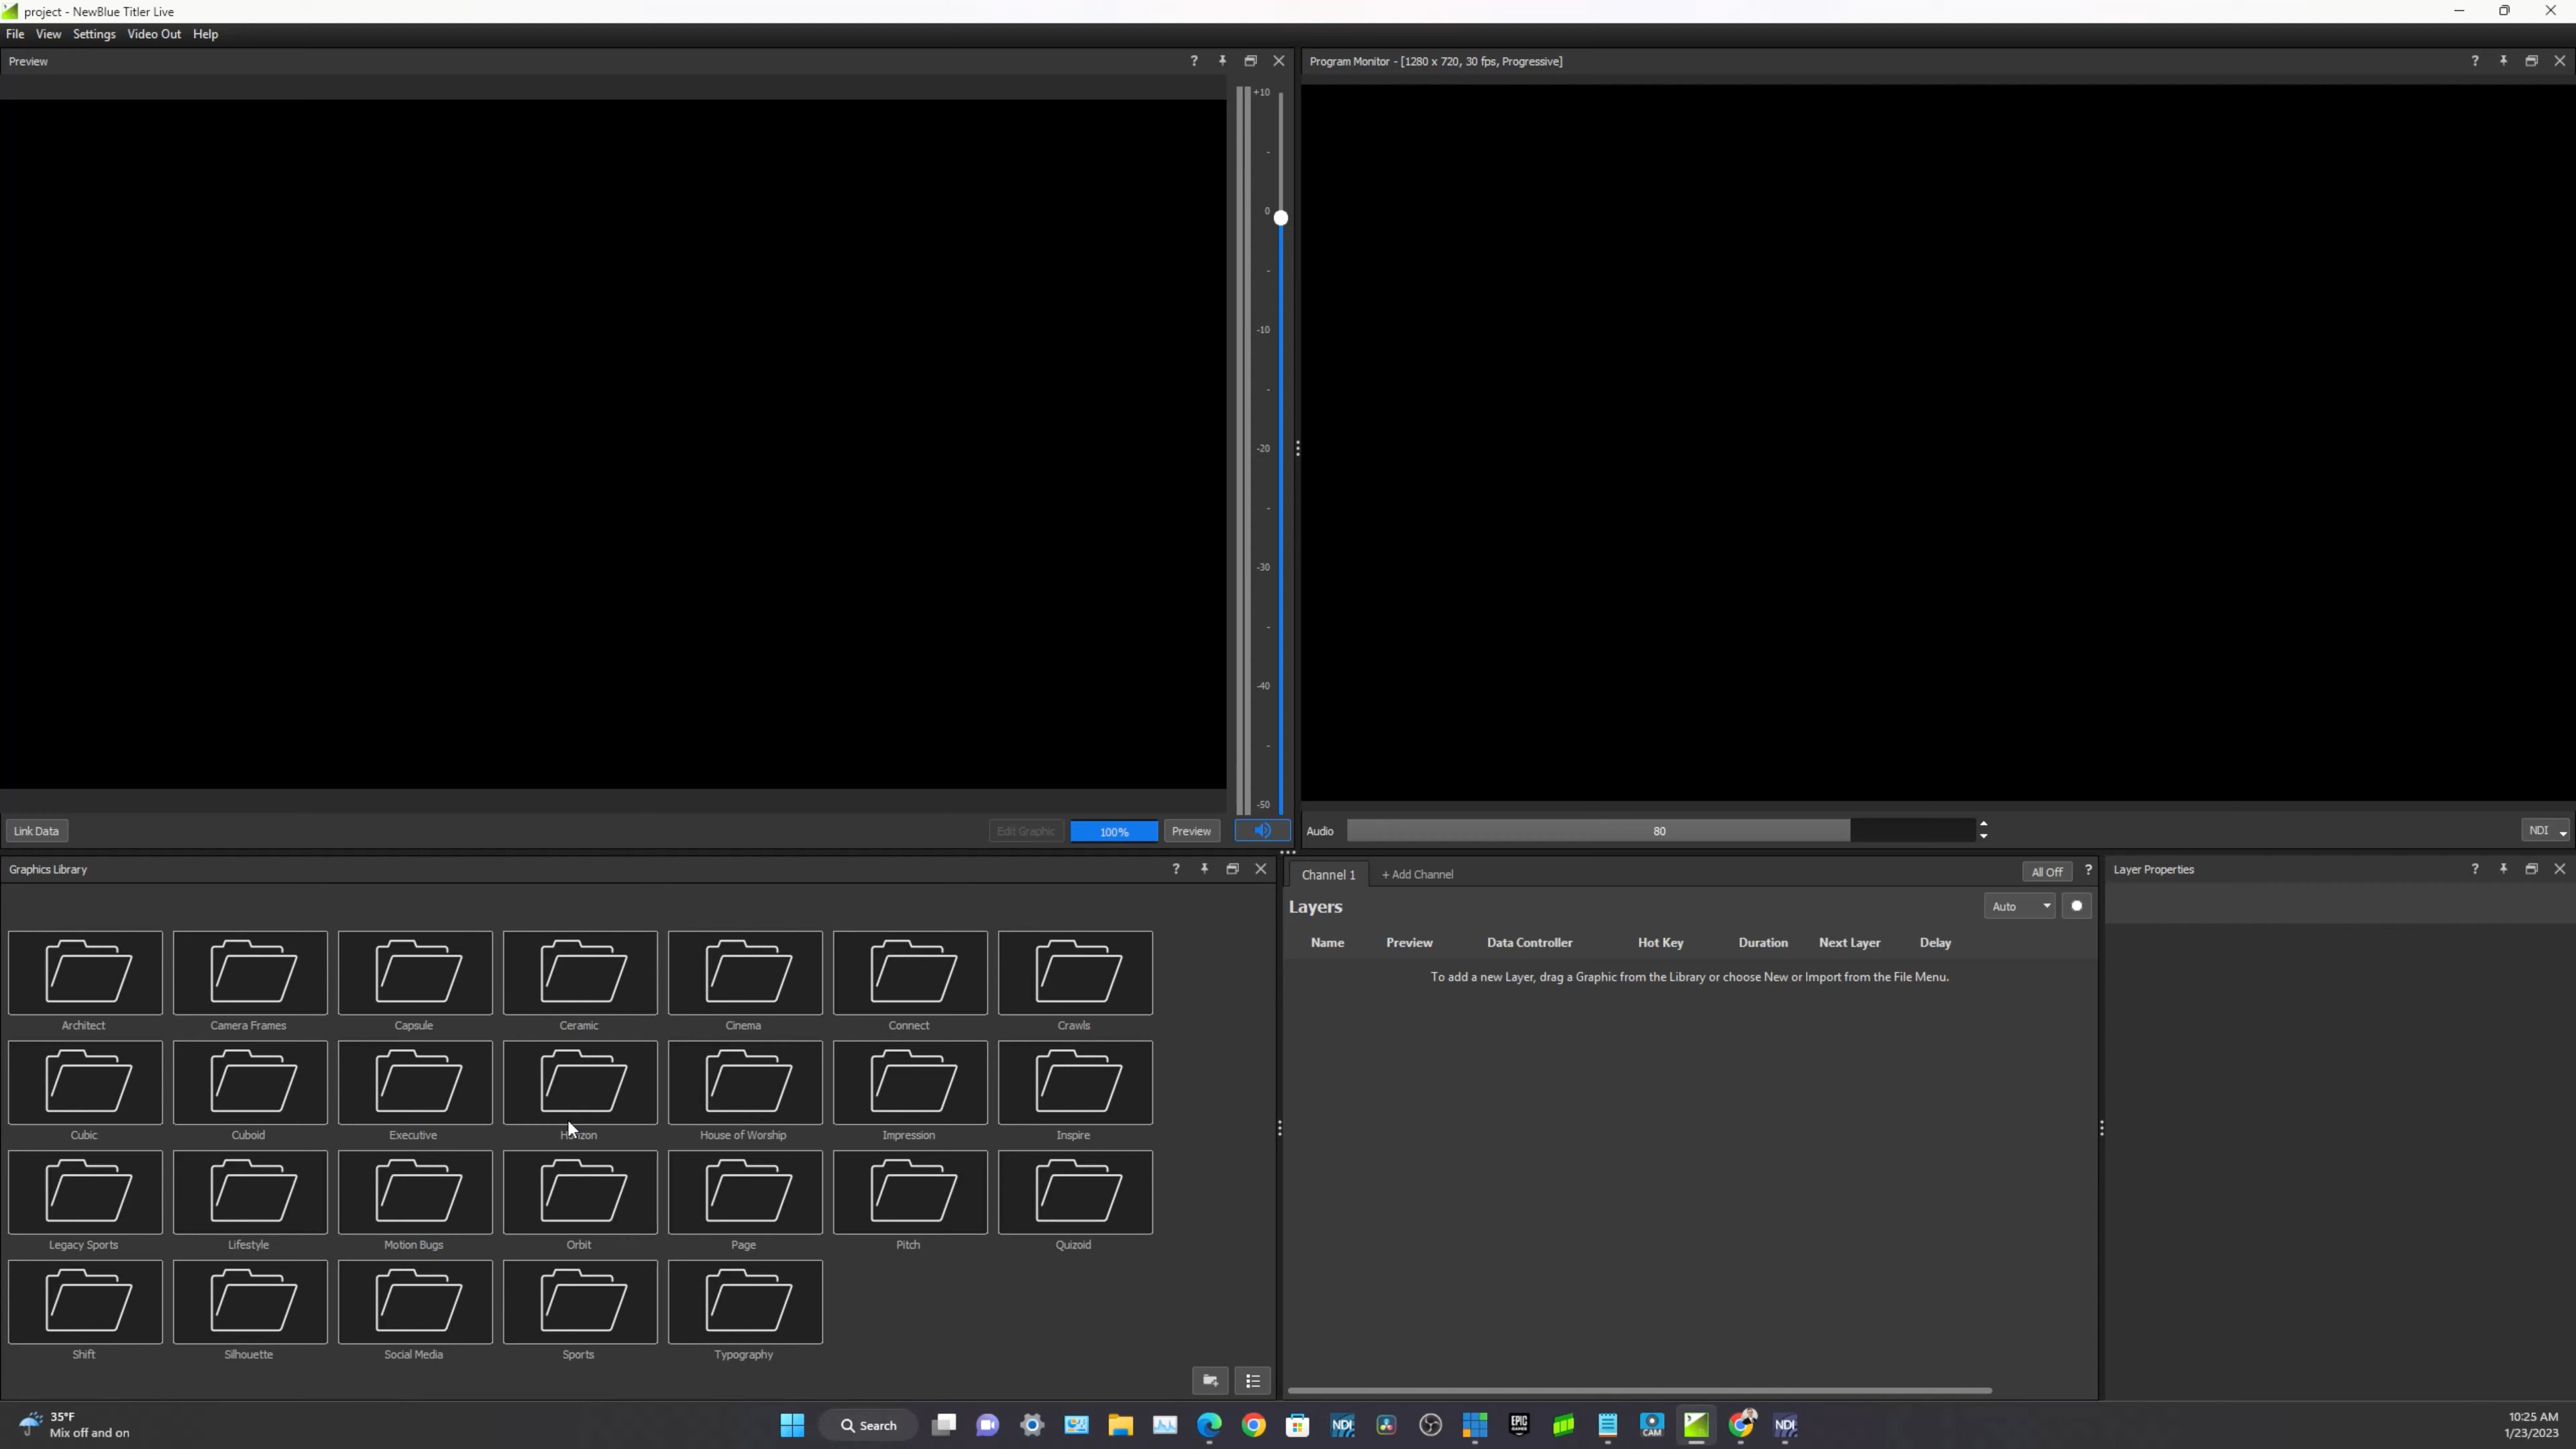 project - NewBlue Titler Live
File View Settings Video Out Help
Preview
Program Monitor - [1280 x 720, 30 fps, Progressive]
+10
-
0
-
-10
-
-20
-
-30
-
-40
-
-50
Link Data
Edit Graphic 100% Preview
Audio 80 NDI
Graphics Library
Channel 1 + Add Channel All Off ?
Layer Properties
Layers Auto
Name Preview Data Controller Hot Key Duration Next Layer Delay
To add a new Layer, drag a Graphic from the Library or choose New or Import from the File Menu.
Architect Camera Frames Capsule Ceramic Cinema Connect Crawls
Cubic Cuboid Executive Horizon House of Worship Impression Inspire
Legacy Sports Lifestyle Motion Bugs Orbit Page Pitch Quizoid
Shift Silhouette Social Media Sports Typography
35°F
Mix off and on
Search
NDI
EPIC GAMES
CAM
NDI
10:25 AM
1/23/2023